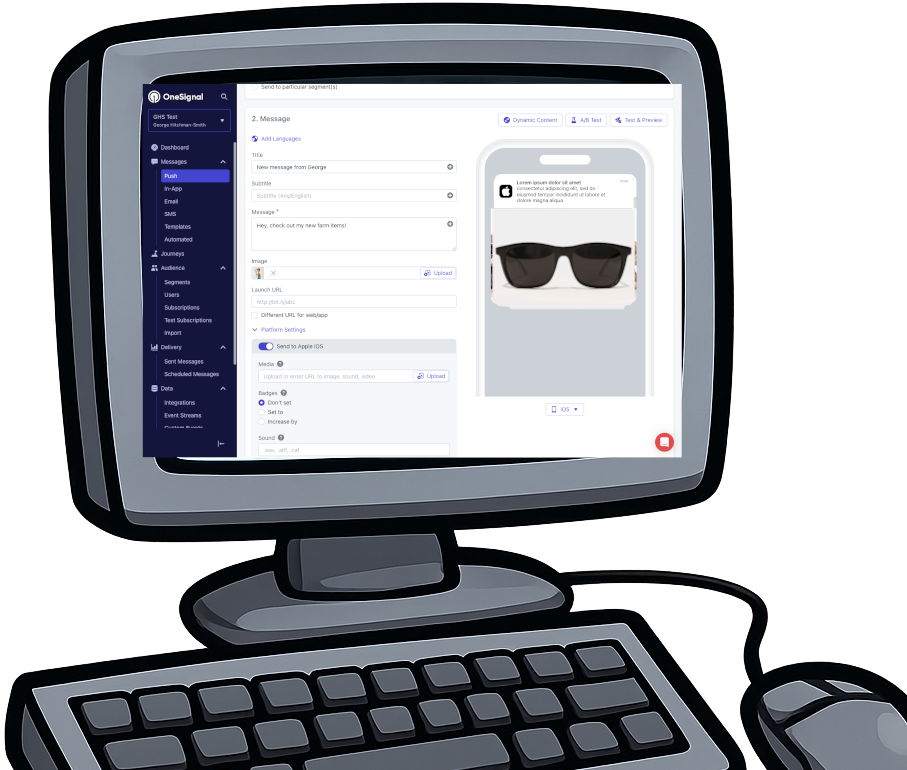 OneSignal
GHS Test
George Hitchman-Smith
Dashboard
Messages
Push
In-App
Email
SMS
Templates
Automated
Journeys
Audience
Segments
Users
Subscriptions
Test Subscriptions
Import
Delivery
Sent Messages
Scheduled Messages
Data
Integrations
Event Streams
Custom Events
Send to particular segment(s)
2. Message
Dynamic Content
A/B Test
Test & Preview
Add Languages
Title
New message from George
Subtitle
Subtitle (Any/English)
Message *
Hey, check out my new farm items!
Image
Upload
Launch URL
http://bit.ly/abc
Different URL for web/app
Platform Settings
Send to Apple iOS
Media
Upload or enter URL to image, sound, video
Upload
Badges
Don't set
Set to
Increase by
Sound
.wav, .aiff, .caf
Lorem ipsum dolor sit amet
consectetur adipiscing elit, sed do
eiusmod tempor incididunt ut labore et
dolore magna aliqua
iOS